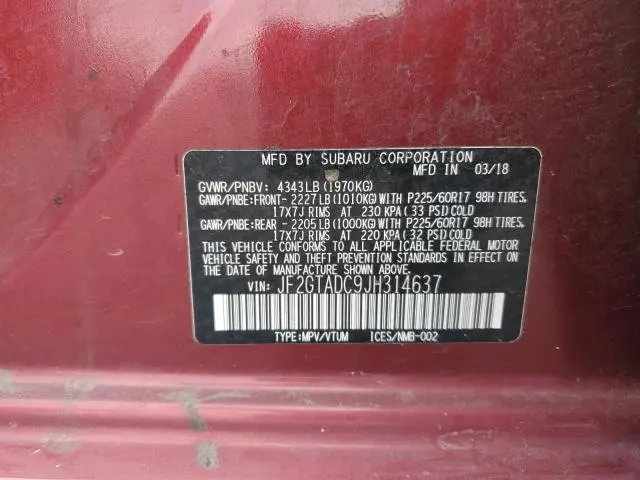 MFD BY SUBARU CORPORATION
MFD IN 03/18
GVWR/PNBV: 4343LB (1970KG)
GAWR/PNBE:FRONT- 2227 LB (1010KG) WITH P225/60R17 98H TIRES,
17X7J RIMS AT 230 KPA (33 PSI) COLD
GAWR/PNBE:REAR - 2205 LB (1000KG) WITH P225/60R17 98H TIRES,
17X7J RIMS AT 220 KPA (32 PSI) COLD
THIS VEHICLE CONFORMS TO ALL APPLICABLE FEDERAL MOTOR
VEHICLE SAFETY AND THEFT PREVENTION STANDARDS IN EFFECT ON
THE DATE OF MANUFACTURE SHOWN ABOVE.
VIN: JF2GTADC9JH314637
TYPE:MPV/VTUM ICES/NMB-002